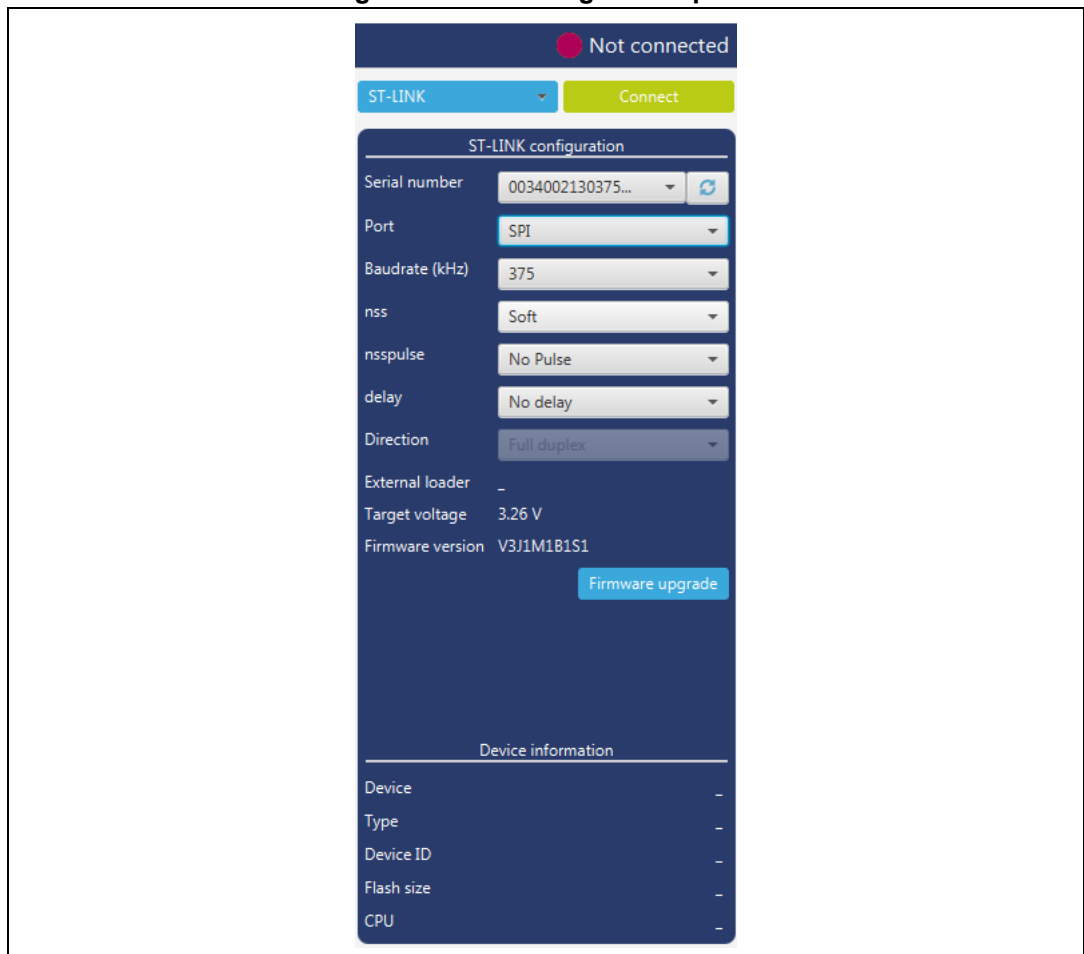 Not connected
ST-LINK Connect
ST-LINK configuration
Serial number 0034002130375...
Port SPI
Baudrate (kHz) 375
nss Soft
nsspulse No Pulse
delay No delay
Direction Full duplex
External loader _
Target voltage 3.26 V
Firmware version V3J1M1B1S1
Firmware upgrade
Device information
Device _
Type _
Device ID _
Flash size _
CPU _